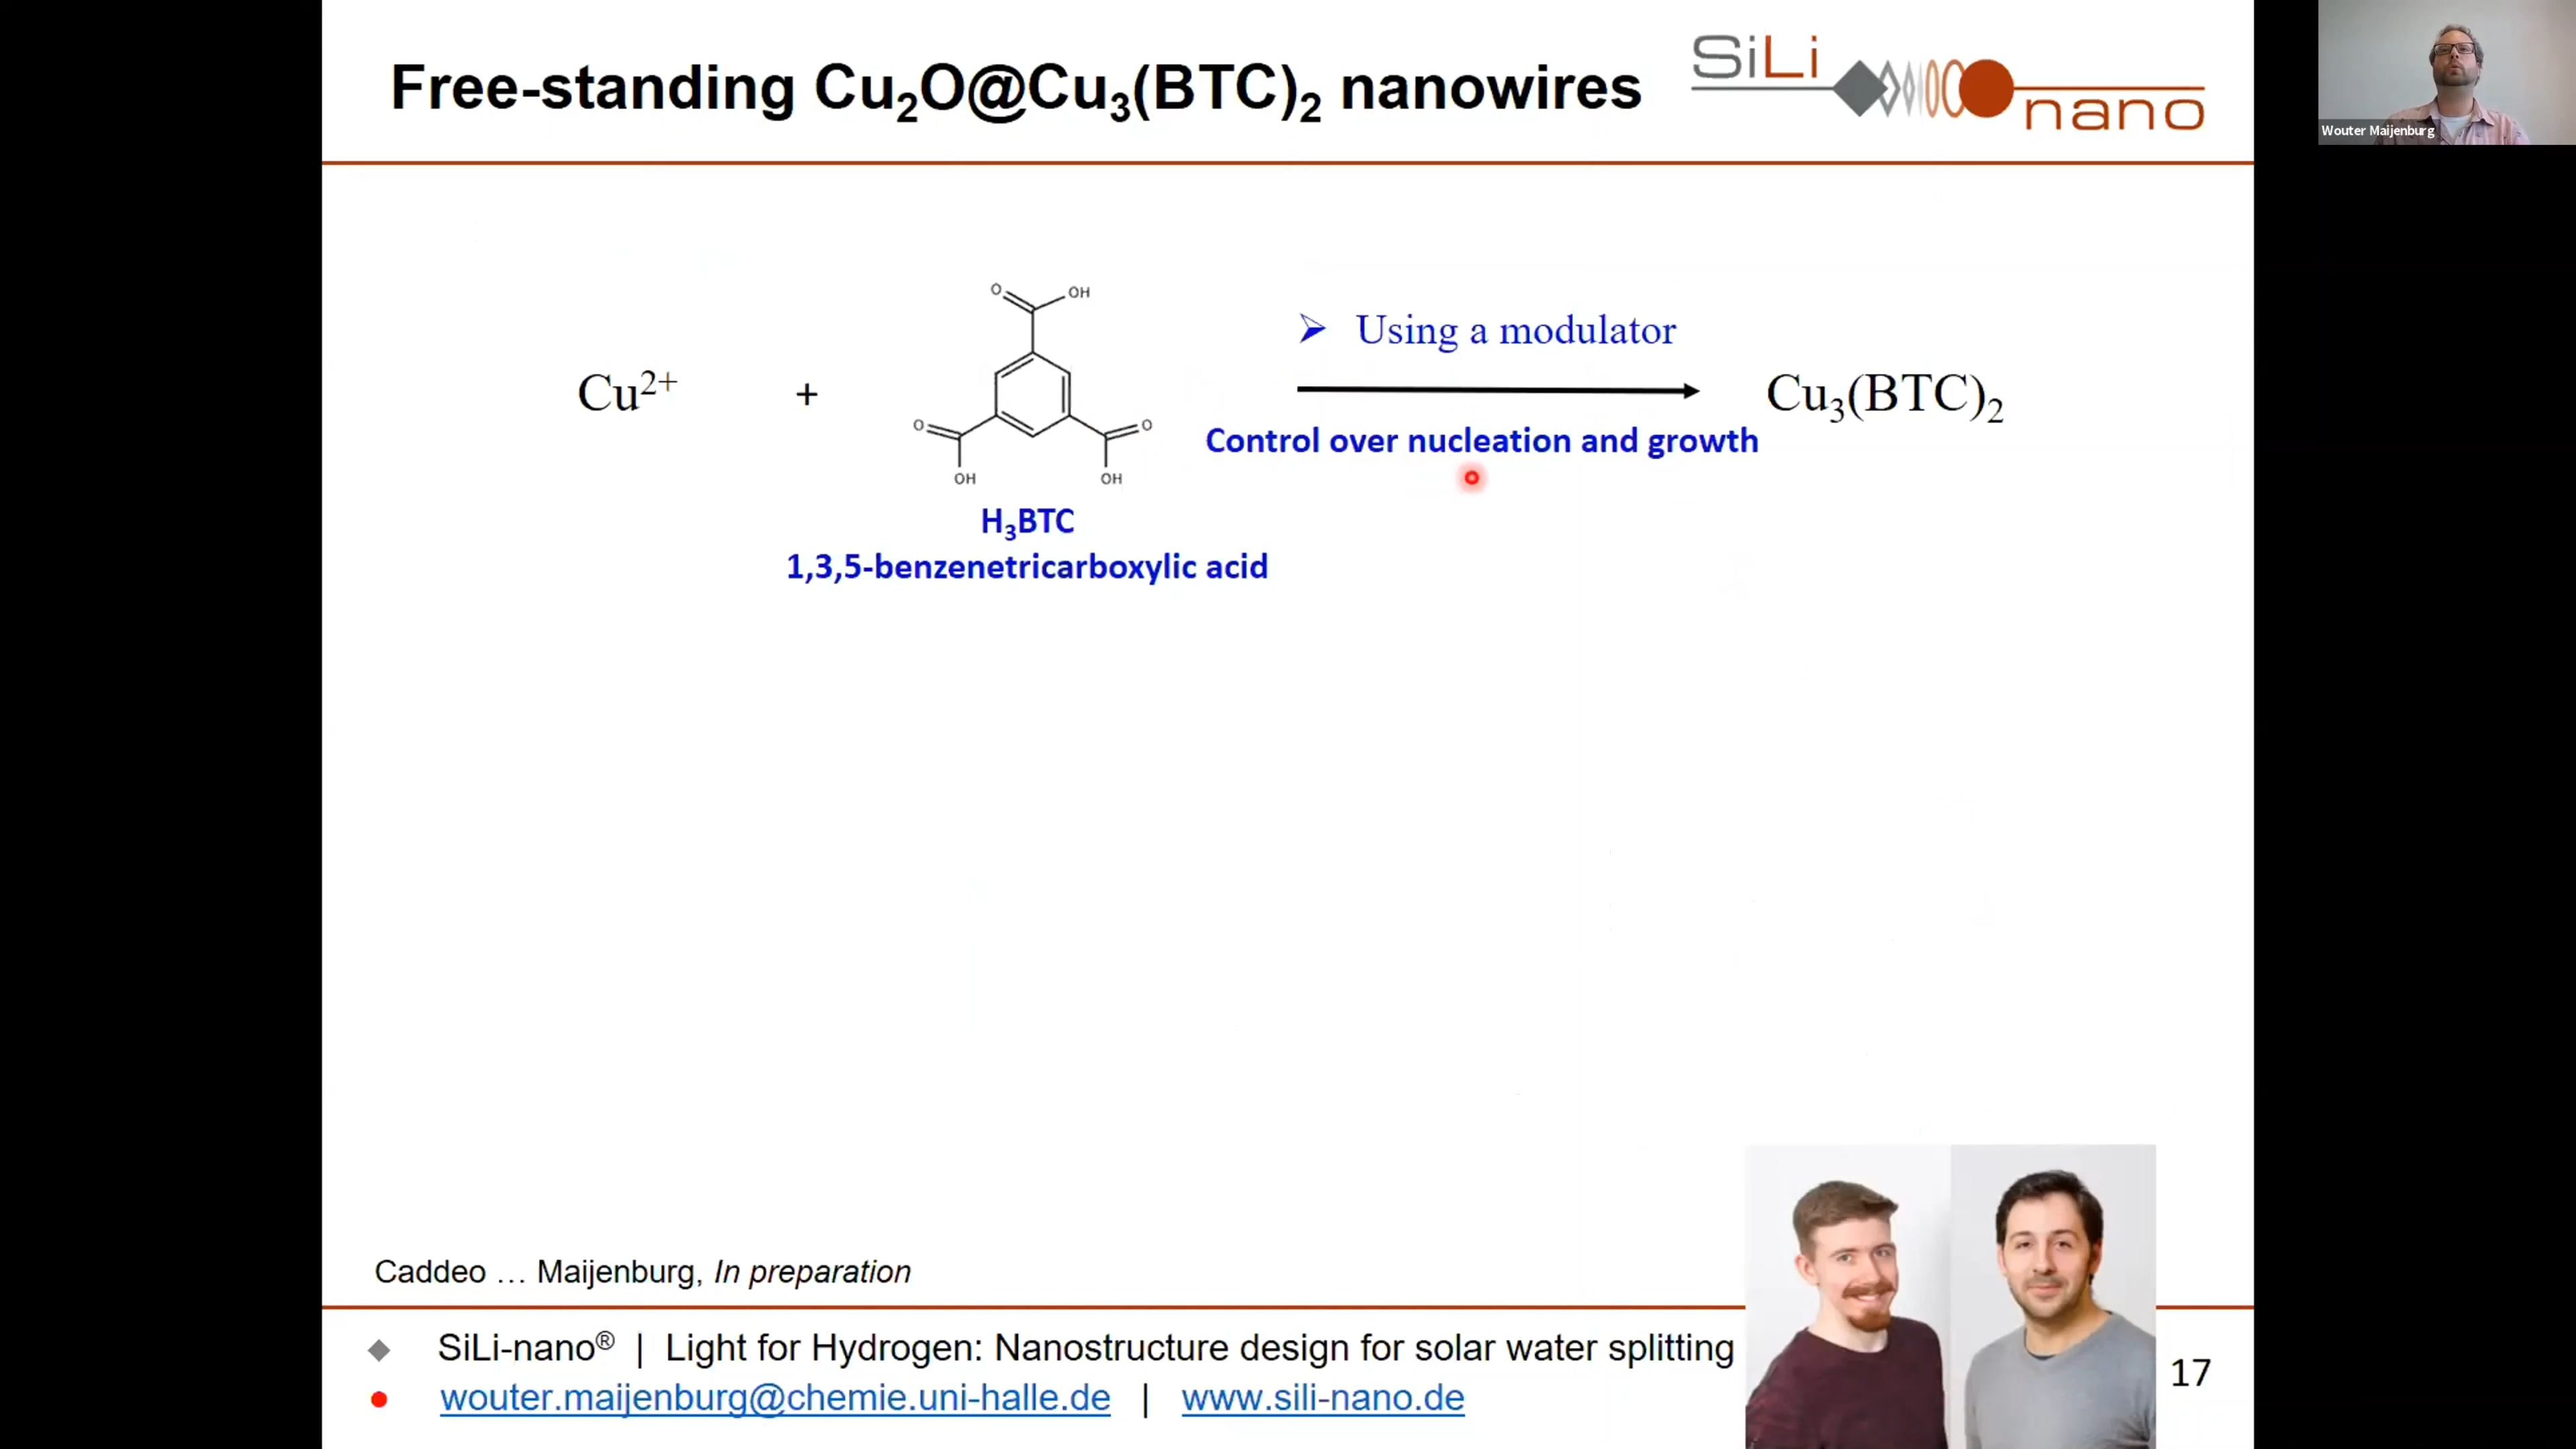 Free-standing Cu₂O@Cu₃(BTC)₂ nanowires
SiLi
nano
Wouter Maijenburg
O
OH
➢ Using a modulator
Cu²⁺ + Cu₃(BTC)₂
O
O
Control over nucleation and growth
OH
OH
H₃BTC
1,3,5-benzenetricarboxylic acid
Caddeo … Maijenburg, In preparation
SiLi-nano® | Light for Hydrogen: Nanostructure design for solar water splitting
17
wouter.maijenburg@chemie.uni-halle.de | www.sili-nano.de